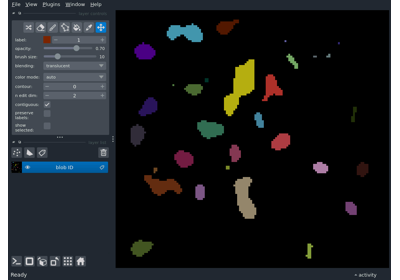 File View Plugins Window Help
label: 1
opacity: 0.70
brush size: 10
blending: translucent
color mode: auto
contour: 0
n edit dim: 2
contiguous:
preserve labels:
show selected:
blob ID
Ready
activity